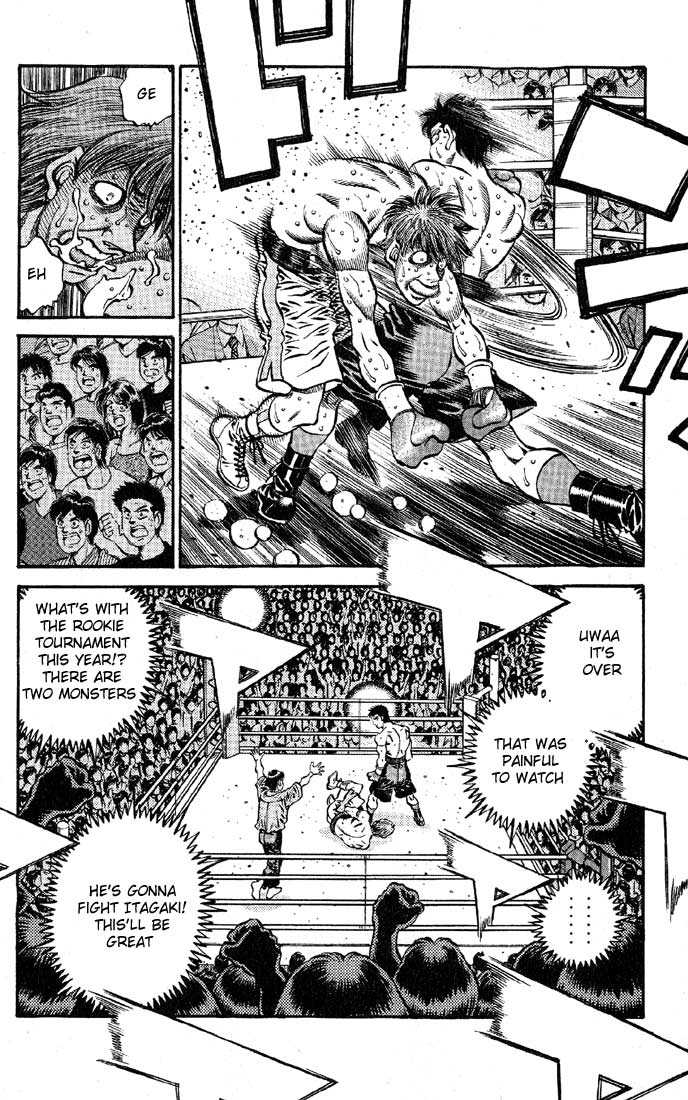 GE
EH
UWAA
IT'S
OVER
THAT WAS
PAINFUL
TO WATCH
WHAT'S WITH
THE ROOKIE
TOURNAMENT
THIS YEAR!?
THERE ARE
TWO MONSTERS
HE'S GONNA
FIGHT ITAGAKI!
THIS'LL BE
GREAT
......